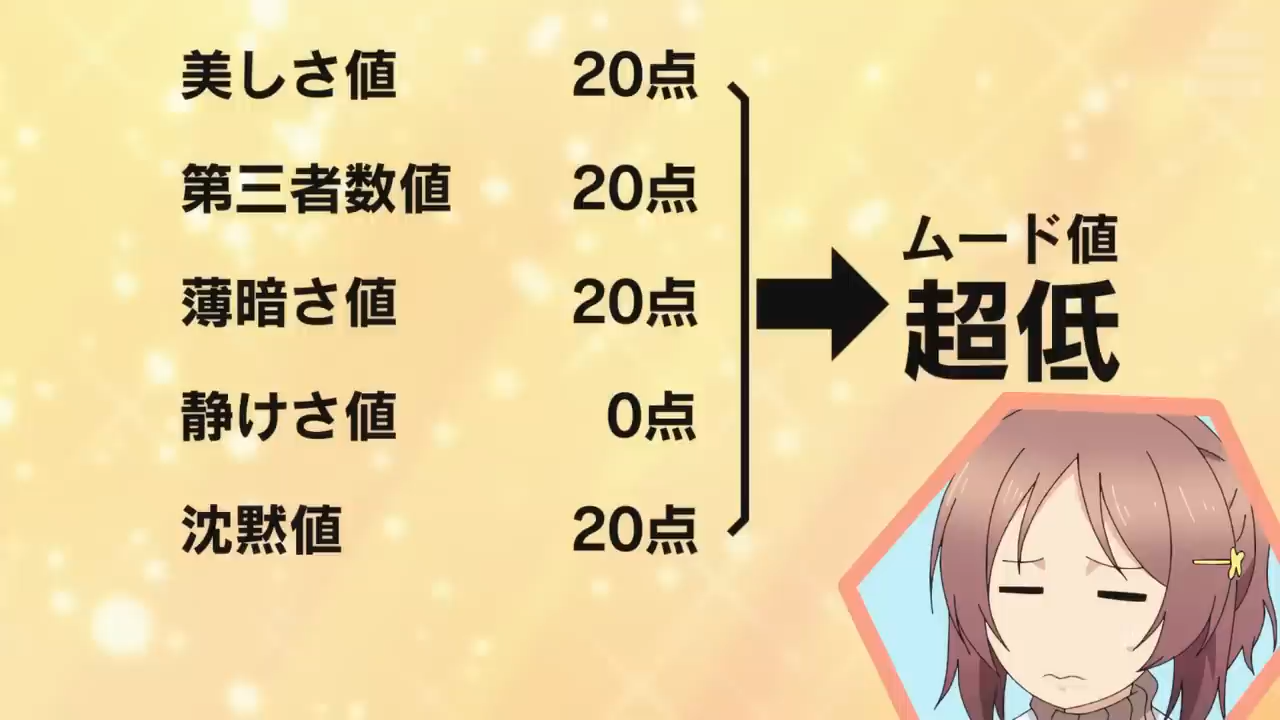 美しさ値 20点
第三者数値 20点
薄暗さ値 20点
静けさ値 0点
沈黙値 20点
ムード値
超低